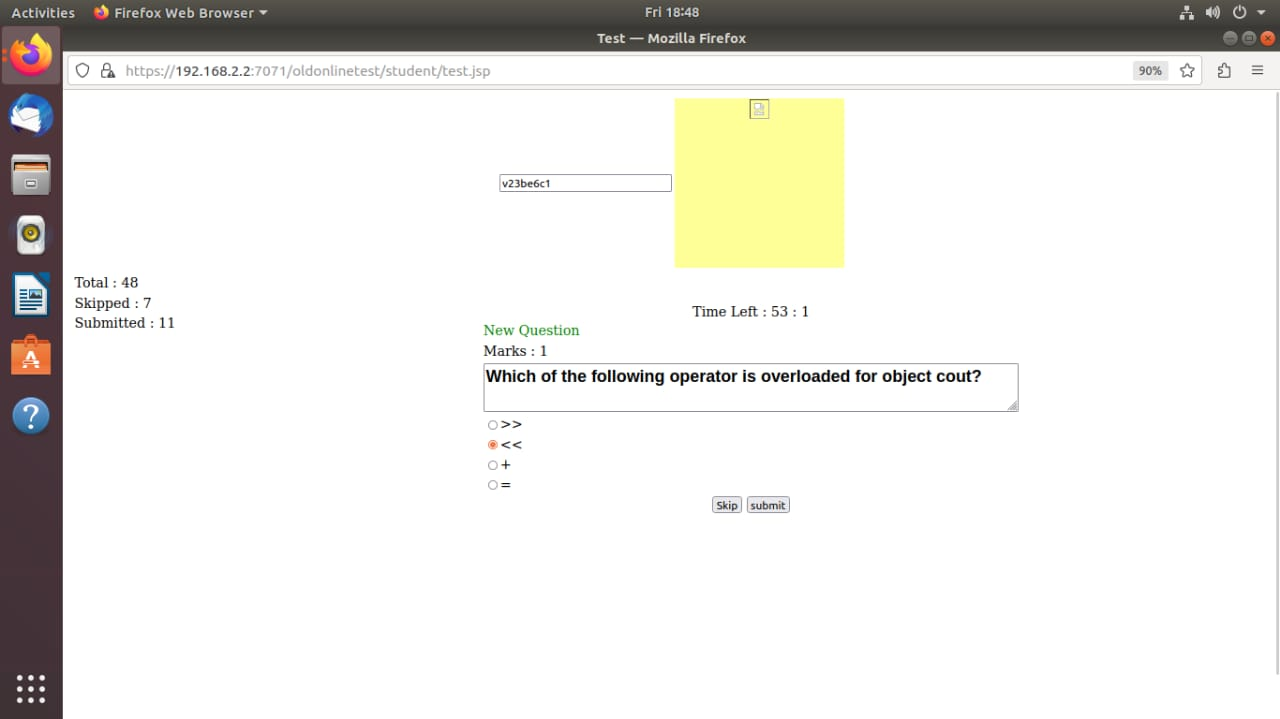 Activities
Firefox Web Browser
Fri 18:48
Test — Mozilla Firefox
https://192.168.2.2:7071/oldonlinetest/student/test.jsp
90%
v23be6c1
Total : 48
Skipped : 7
Submitted : 11
Time Left : 53 : 1
New Question
Marks : 1
Which of the following operator is overloaded for object cout?
>>
<<
+
=
Skip submit